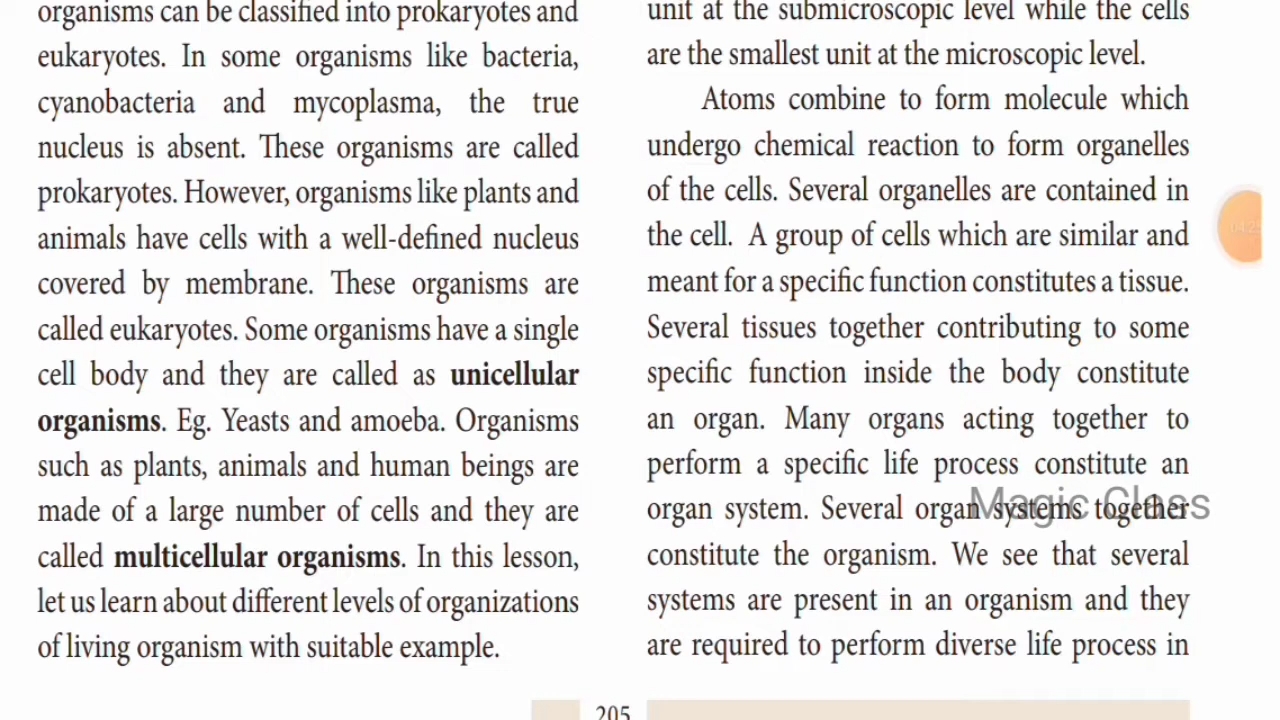 organisms can be classified into prokaryotes and
eukaryotes. In some organisms like bacteria,
cyanobacteria and mycoplasma, the true
nucleus is absent. These organisms are called
prokaryotes. However, organisms like plants and
animals have cells with a well-defined nucleus
covered by membrane. These organisms are
called eukaryotes. Some organisms have a single
cell body and they are called as unicellular
organisms. Eg. Yeasts and amoeba. Organisms
such as plants, animals and human beings are
made of a large number of cells and they are
called multicellular organisms. In this lesson,
let us learn about different levels of organizations
of living organism with suitable example.
unit at the submicroscopic level while the cells
are the smallest unit at the microscopic level.
Atoms combine to form molecule which
undergo chemical reaction to form organelles
of the cells. Several organelles are contained in
the cell. A group of cells which are similar and
meant for a specific function constitutes a tissue.
Several tissues together contributing to some
specific function inside the body constitute
an organ. Many organs acting together to
perform a specific life process constitute an
organ system. Several organ systems together
constitute the organism. We see that several
systems are present in an organism and they
are required to perform diverse life process in
Magic Class
04:25
205